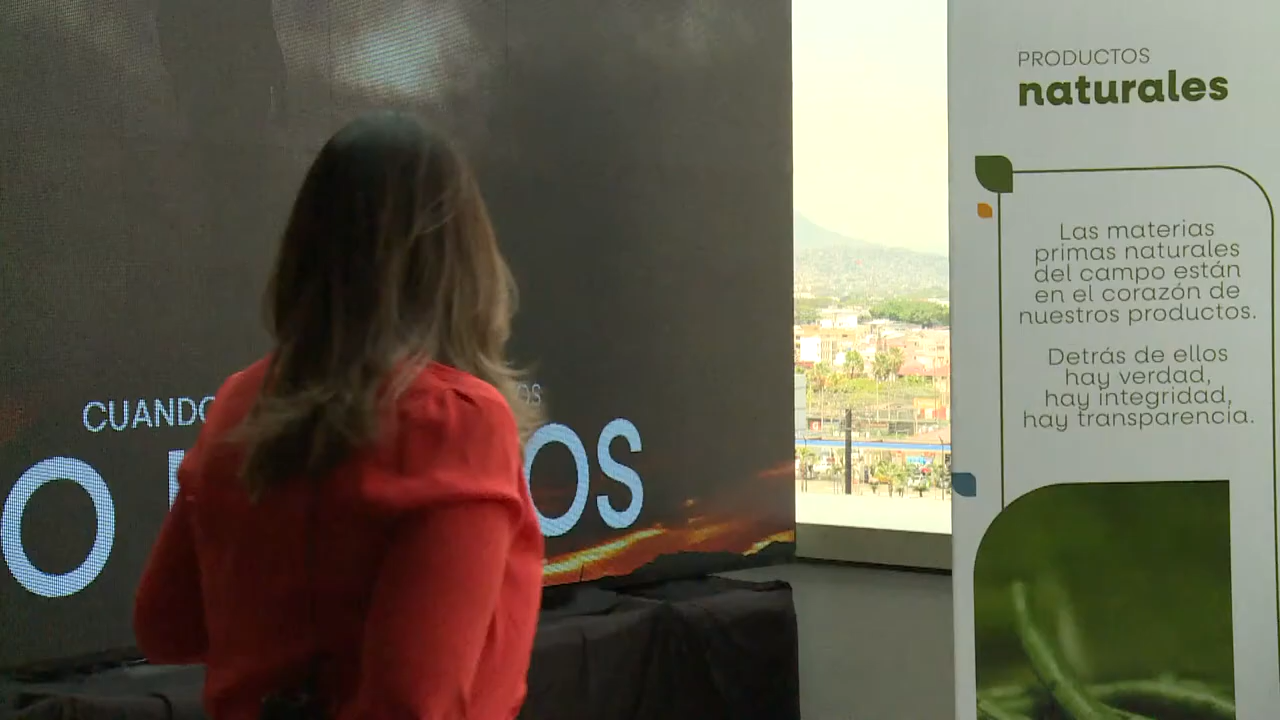 CUANDO
PRODUCTOS
naturales
Las materias
primas naturales
del campo están
en el corazón de
nuestros productos.
Detrás de ellos
hay verdad,
hay integridad,
hay transparencia.